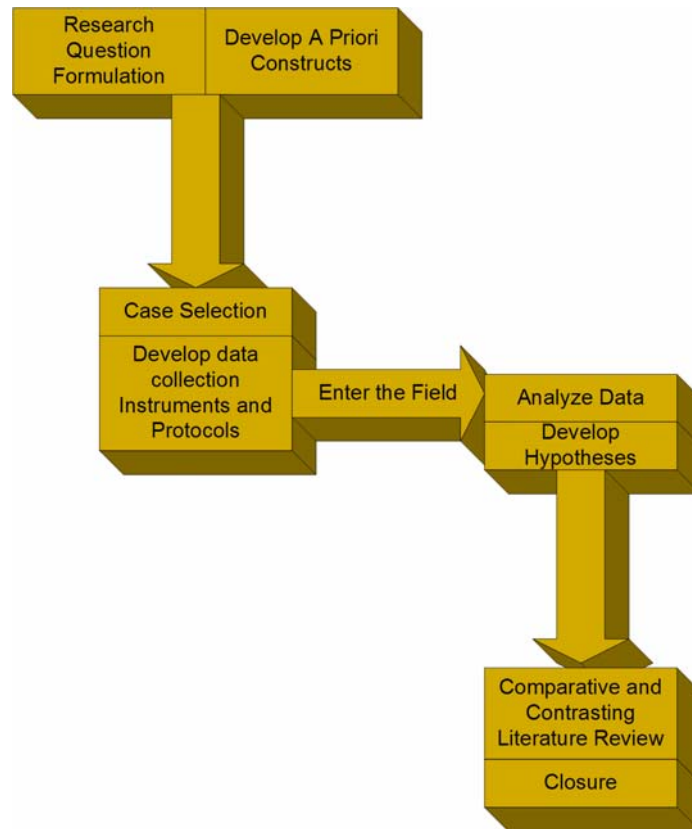 Research
Question
Formulation
Develop A Priori
Constructs
Case Selection
Develop data
collection
Instruments and
Protocols
Enter the Field
Analyze Data
Develop
Hypotheses
Comparative and
Contrasting
Literature Review
Closure